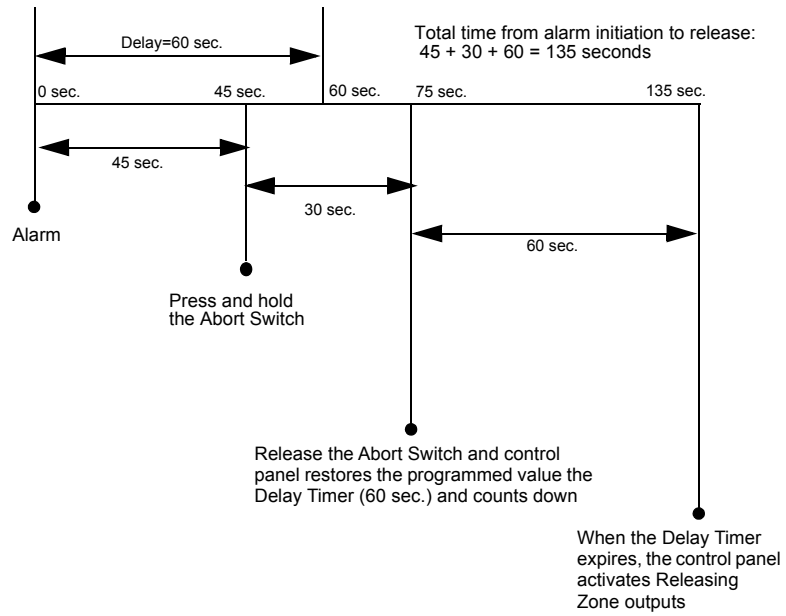 Total time from alarm initiation to release:
45 + 30 + 60 = 135 seconds
Delay=60 sec.
0 sec.
45 sec.
60 sec.
75 sec.
135 sec.
45 sec.
30 sec.
60 sec.
Alarm
Press and hold
the Abort Switch
Release the Abort Switch and control
panel restores the programmed value the
Delay Timer (60 sec.) and counts down
When the Delay Timer
expires, the control panel
activates Releasing
Zone outputs